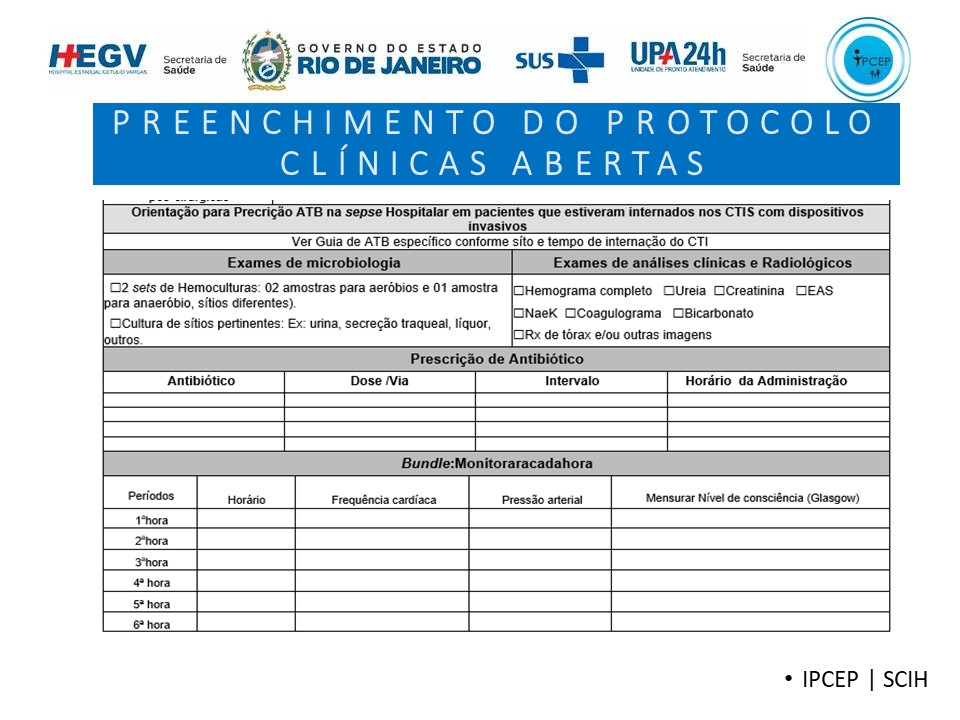 HEGV
HOSPITAL ESTADUAL GETULIO VARGAS
Secretaria de
Saúde
GOVERNO DO ESTADO
RIO DE JANEIRO
SUS
UPA24h
UNIDADE DE PRONTO ATENDIMENTO
Secretaria de
Saúde
IPCEP
PREENCHIMENTO DO PROTOCOLO
CLÍNICAS ABERTAS
Orientação para Precrição ATB na sepse Hospitalar em pacientes que estiveram internados nos CTIS com dispositivos
invasivos
Ver Guia de ATB específico conforme síto e tempo de internação do CTI
Exames de microbiologia Exames de análises clínicas e Radiológicos
☐2 sets de Hemoculturas: 02 amostras para aeróbios e 01 amostra
para anaeróbio, sítios diferentes).
☐Cultura de sítios pertinentes: Ex: urina, secreção traqueal, líquor,
outros.
☐Hemograma completo ☐Ureia ☐Creatinina ☐EAS
☐NaeK ☐Coagulograma ☐Bicarbonato
☐Rx de tórax e/ou outras imagens
Prescrição de Antibiótico
Antibiótico Dose /Via Intervalo Horário da Administração
Bundle:Monitoraracadahora
Períodos Horário Frequência cardíaca Pressão arterial Mensurar Nível de consciência (Glasgow)
1ªhora
2ªhora
3ªhora
4ª hora
5ª hora
6ª hora
• IPCEP | SCIH